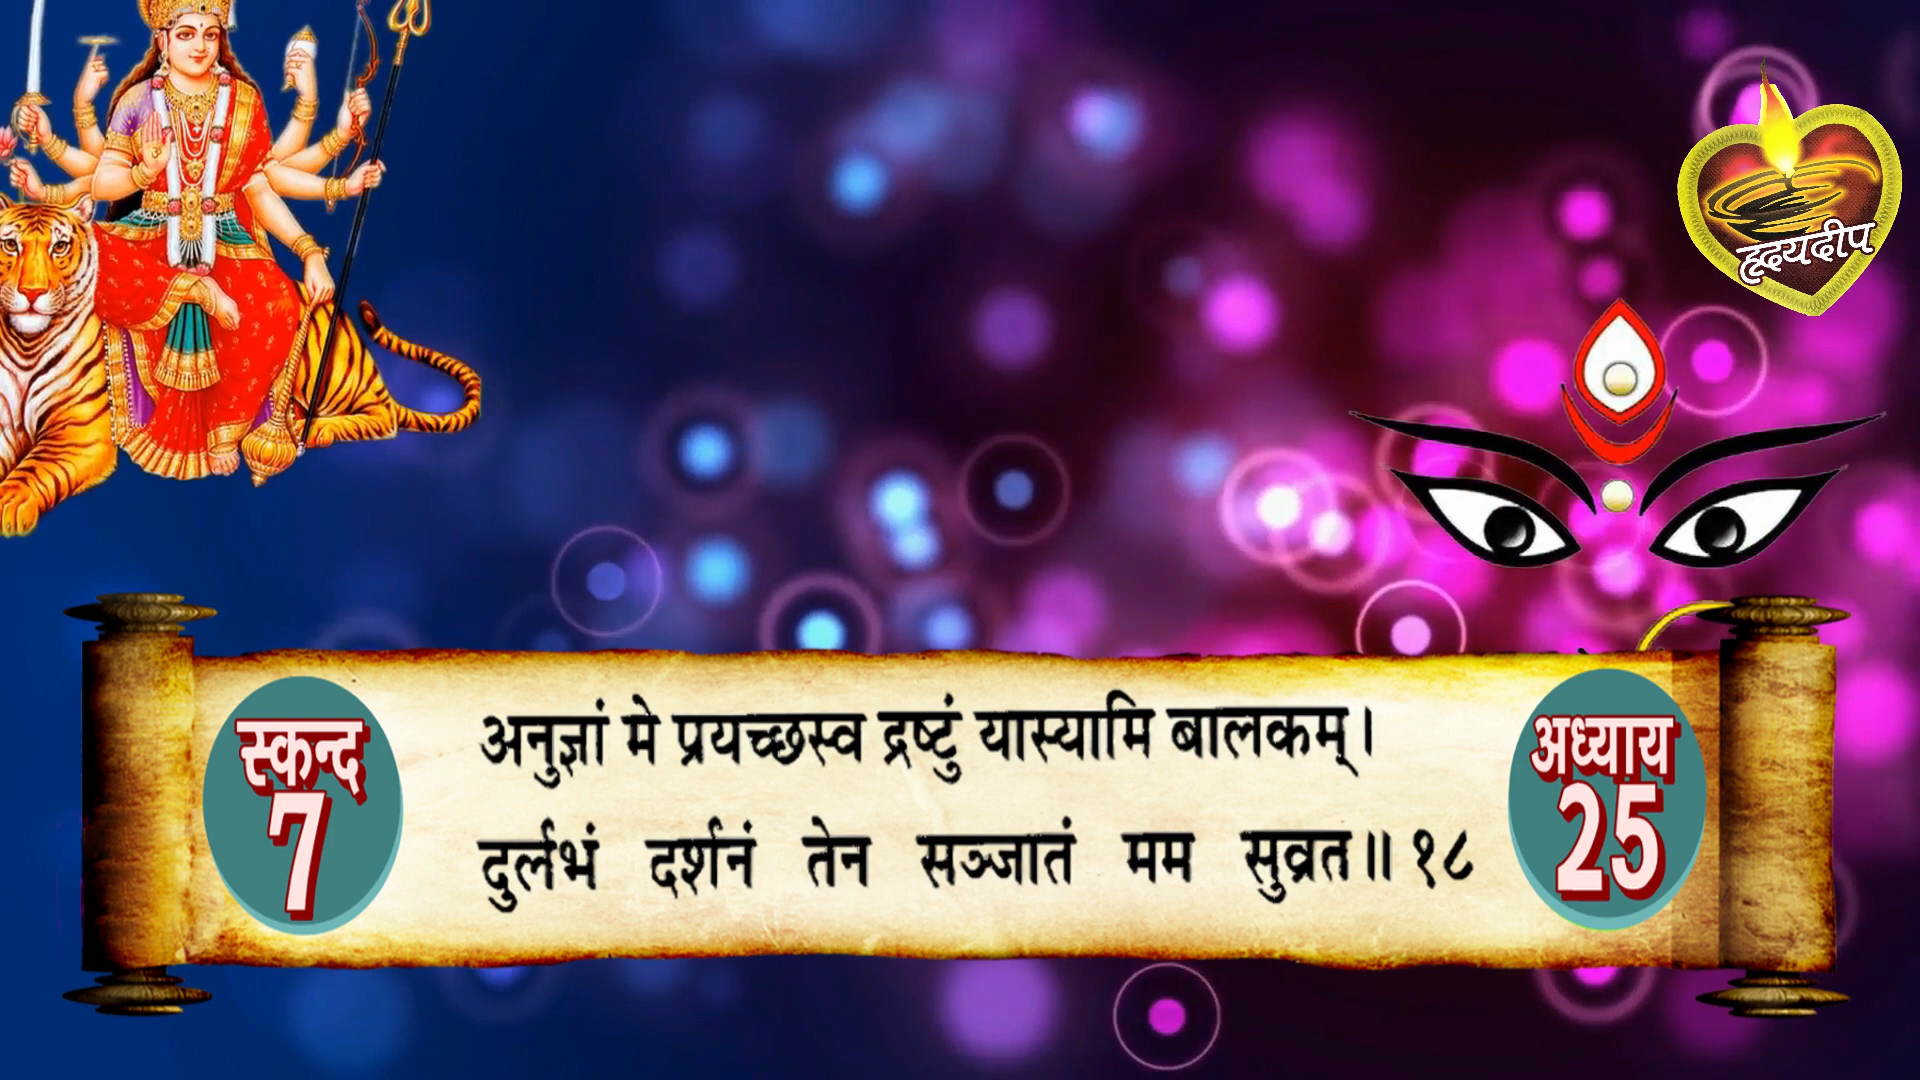 हृदयदीप
स्कन्द
7
अनुज्ञां मे प्रयच्छस्व द्रष्टुं यास्यामि बालकम्।
दुर्लभं दर्शनं तेन सञ्जातं मम सुव्रत॥ १८
अध्याय
25